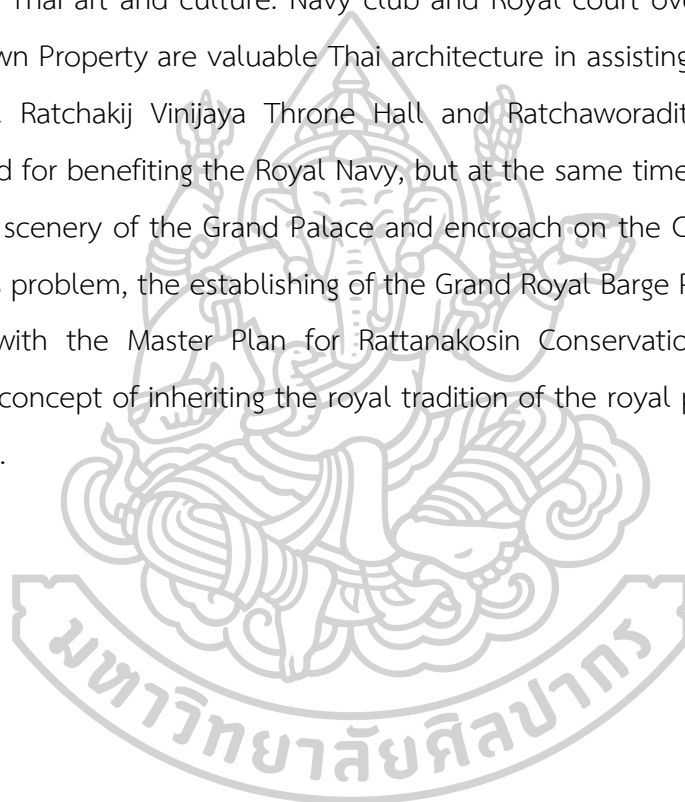 Thai art and culture. Navy club and Royal court ov
Property are valuable Thai architecture in assisting
Ratchakij Vinijaya Throne Hall and Ratchaworadit
for benefiting the Royal Navy, but at the same time
scenery of the Grand Palace and encroach on the C
problem, the establishing of the Grand Royal Barge
with the Master Plan for Rattanakosin Conservatio
concept of inheriting the royal tradition of the royal
.
มหาวิทยาลัยศิลปากร